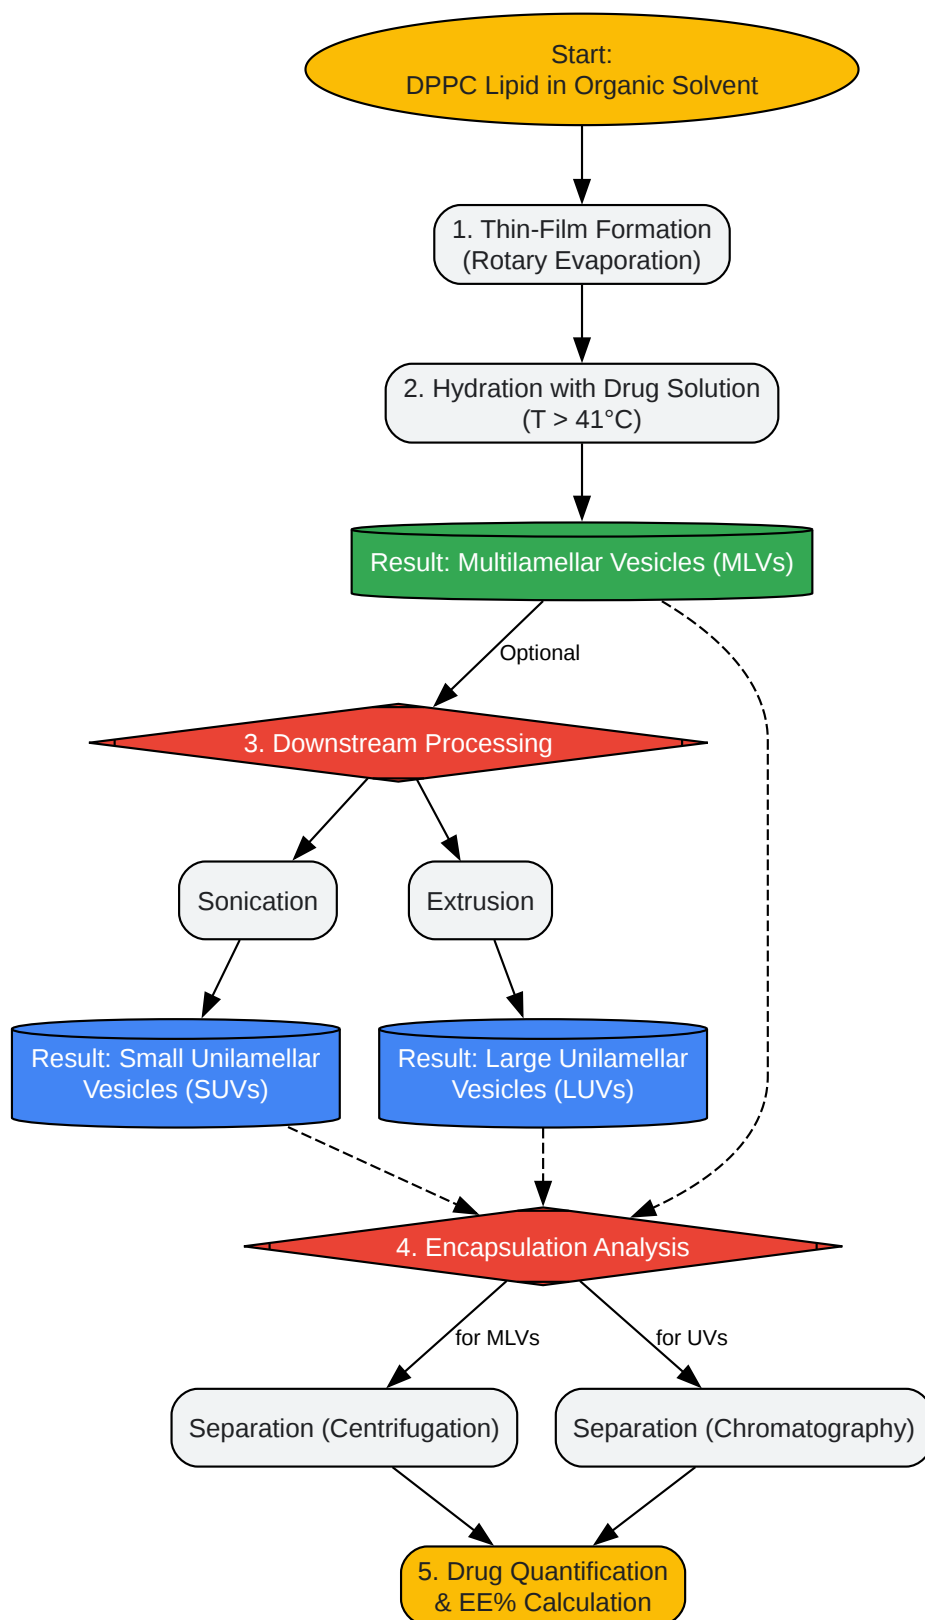 Start:
DPPC Lipid in Organic Solvent
1. Thin-Film Formation
(Rotary Evaporation)
2. Hydration with Drug Solution
(T > 41°C)
Result: Multilamellar Vesicles (MLVs)
Optional
3. Downstream Processing
Sonication
Extrusion
Result: Small Unilamellar
Vesicles (SUVs)
Result: Large Unilamellar
Vesicles (LUVs)
4. Encapsulation Analysis
for MLVs
for UVs
Separation (Centrifugation)
Separation (Chromatography)
5. Drug Quantification
& EE% Calculation